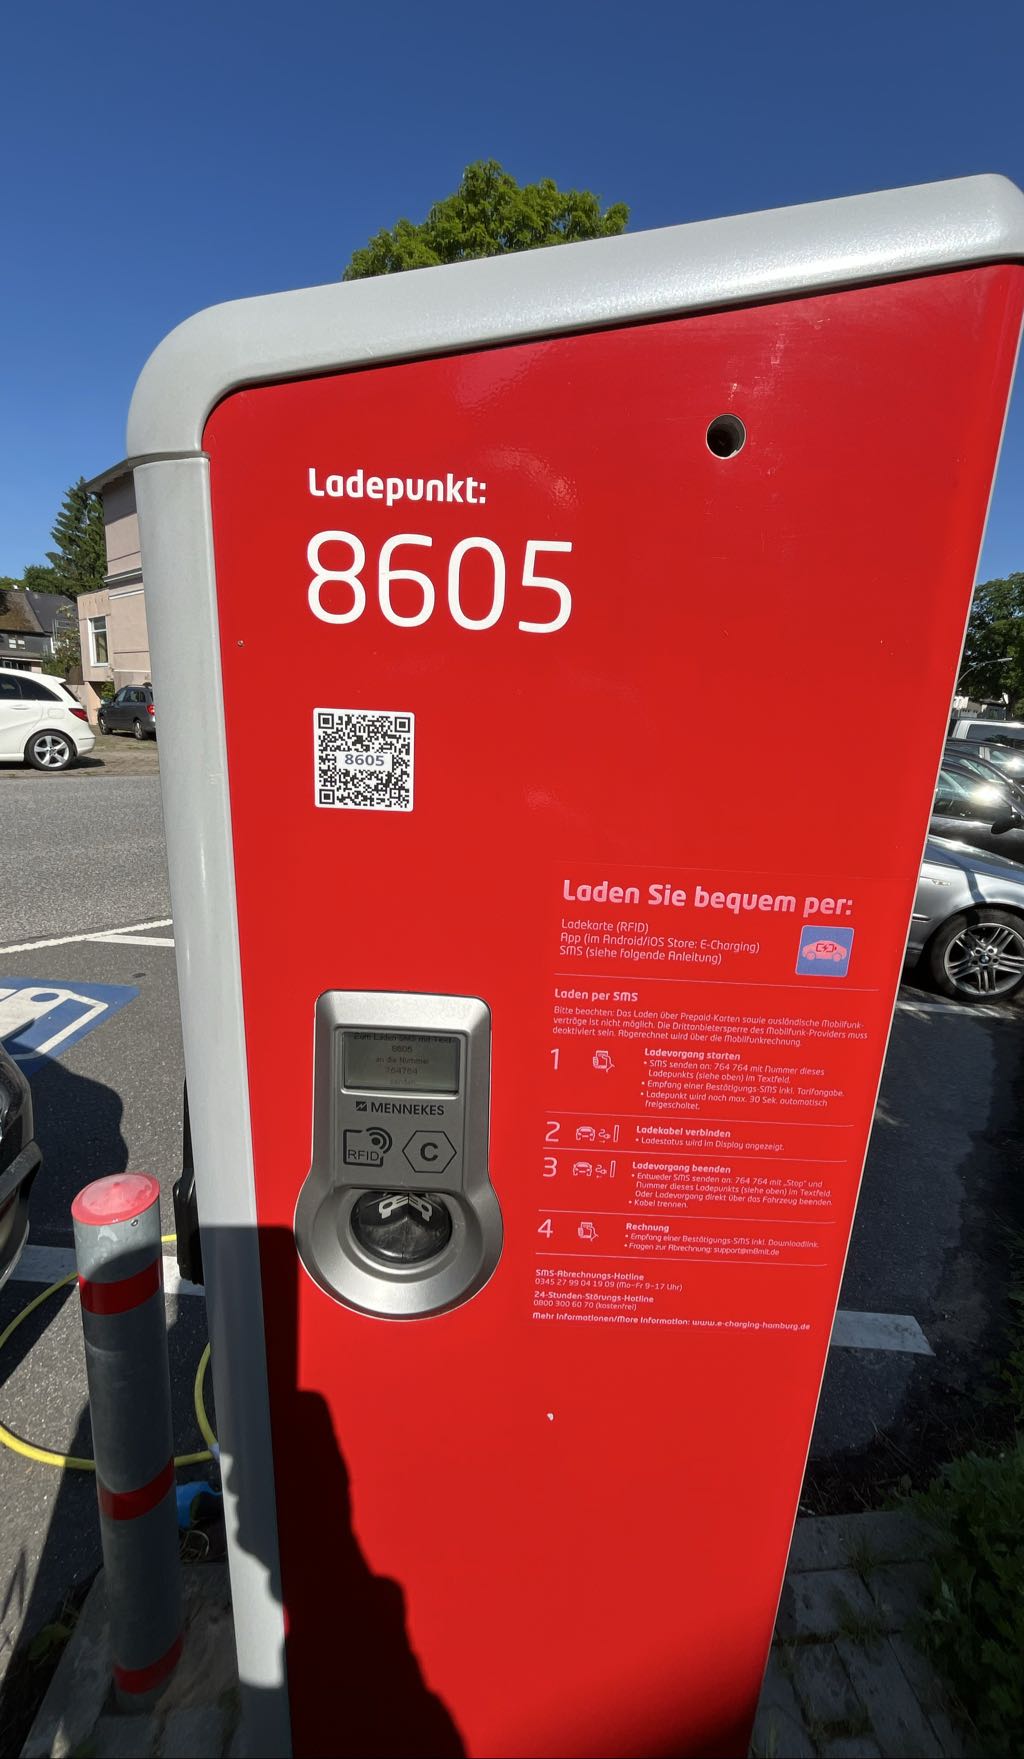 Ladepunkt:
8605
8605
Laden Sie bequem per:
Ladekarte (RFID)
App (im Android/iOS Store: E-Charging)
SMS (siehe folgende Anleitung)
Laden per SMS
Bitte beachten: Das Laden über Prepaid-Karten sowie ausländische Mobilfunk-
verträge ist nicht möglich. Die Drittanbietersperre des Mobilfunk-Providers muss
deaktiviert sein. Abgerechnet wird über die Mobilfunkrechnung.
1
Ladevorgang starten
• SMS senden an: 764 764 mit Nummer dieses
Ladepunkts (siehe oben) im Textfeld.
• Empfang einer Bestätigungs-SMS inkl. Tarifangabe.
• Ladepunkt wird nach max. 30 Sek. automatisch
freigeschaltet.
2
Ladekabel verbinden
• Ladestatus wird im Display angezeigt.
3
Ladevorgang beenden
• Entweder SMS senden an: 764 764 mit „Stop“ und
Nummer dieses Ladepunkts (siehe oben) im Textfeld.
Oder Ladevorgang direkt über das Fahrzeug beenden.
• Kabel trennen.
4
Rechnung
• Empfang einer Bestätigungs-SMS inkl. Downloadlink.
• Fragen zur Abrechnung: support@m8mit.de
SMS-Abrechnungs-Hotline
0345 27 99 04 19 09 (Mo–Fr 9–17 Uhr)
24-Stunden-Störungs-Hotline
0800 300 60 70 (kostenfrei)
Mehr Informationen/More Information: www.e-charging-hamburg.de
Zum Laden SMS mit Text
8605
an die Nummer
764764
senden
MENNEKES
RFID
C